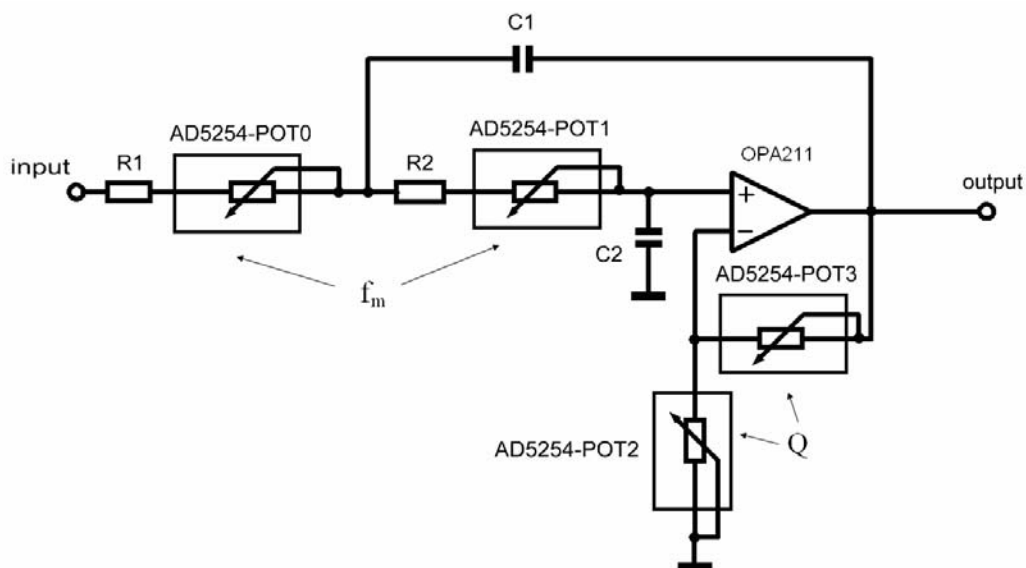 C1
AD5254-POT0
AD5254-POT1
input
R1
R2
OPA211
output
+
−
C2
AD5254-POT3
fm
AD5254-POT2
Q